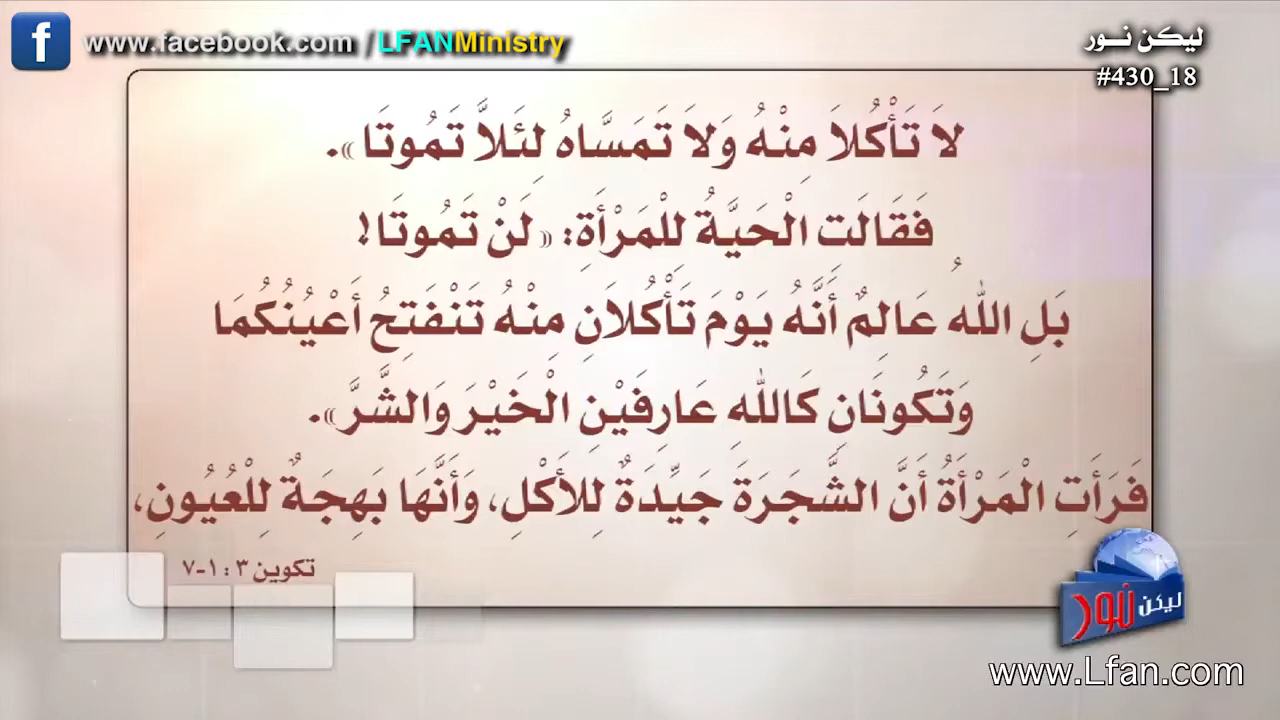 www.facebook.com /LFANMinistry
ليكن نور
#430_18
لاَ تَأْكُلاَ مِنْهُ وَلاَ تَمَسَّاهُ لِئَلاَّ تَمُوتَا».
فَقَالَتِ الْحَيَّةُ لِلْمَرْأَةِ: «لَنْ تَمُوتَا!
بَلِ اللهُ عَالِمٌ أَنَّهُ يَوْمَ تَأْكُلاَنِ مِنْهُ تَنْفَتِحُ أَعْيُنُكُمَا
وَتَكُونَانِ كَاللهِ عَارِفَيْنِ الْخَيْرَ وَالشَّرَّ».
فَرَأَتِ الْمَرْأَةُ أَنَّ الشَّجَرَةَ جَيِّدَةٌ لِلأَكْلِ، وَأَنَّهَا بَهِجَةٌ لِلْعُيُونِ،
تكوين ٣: ١-٧
ليكن نور
www.Lfan.com